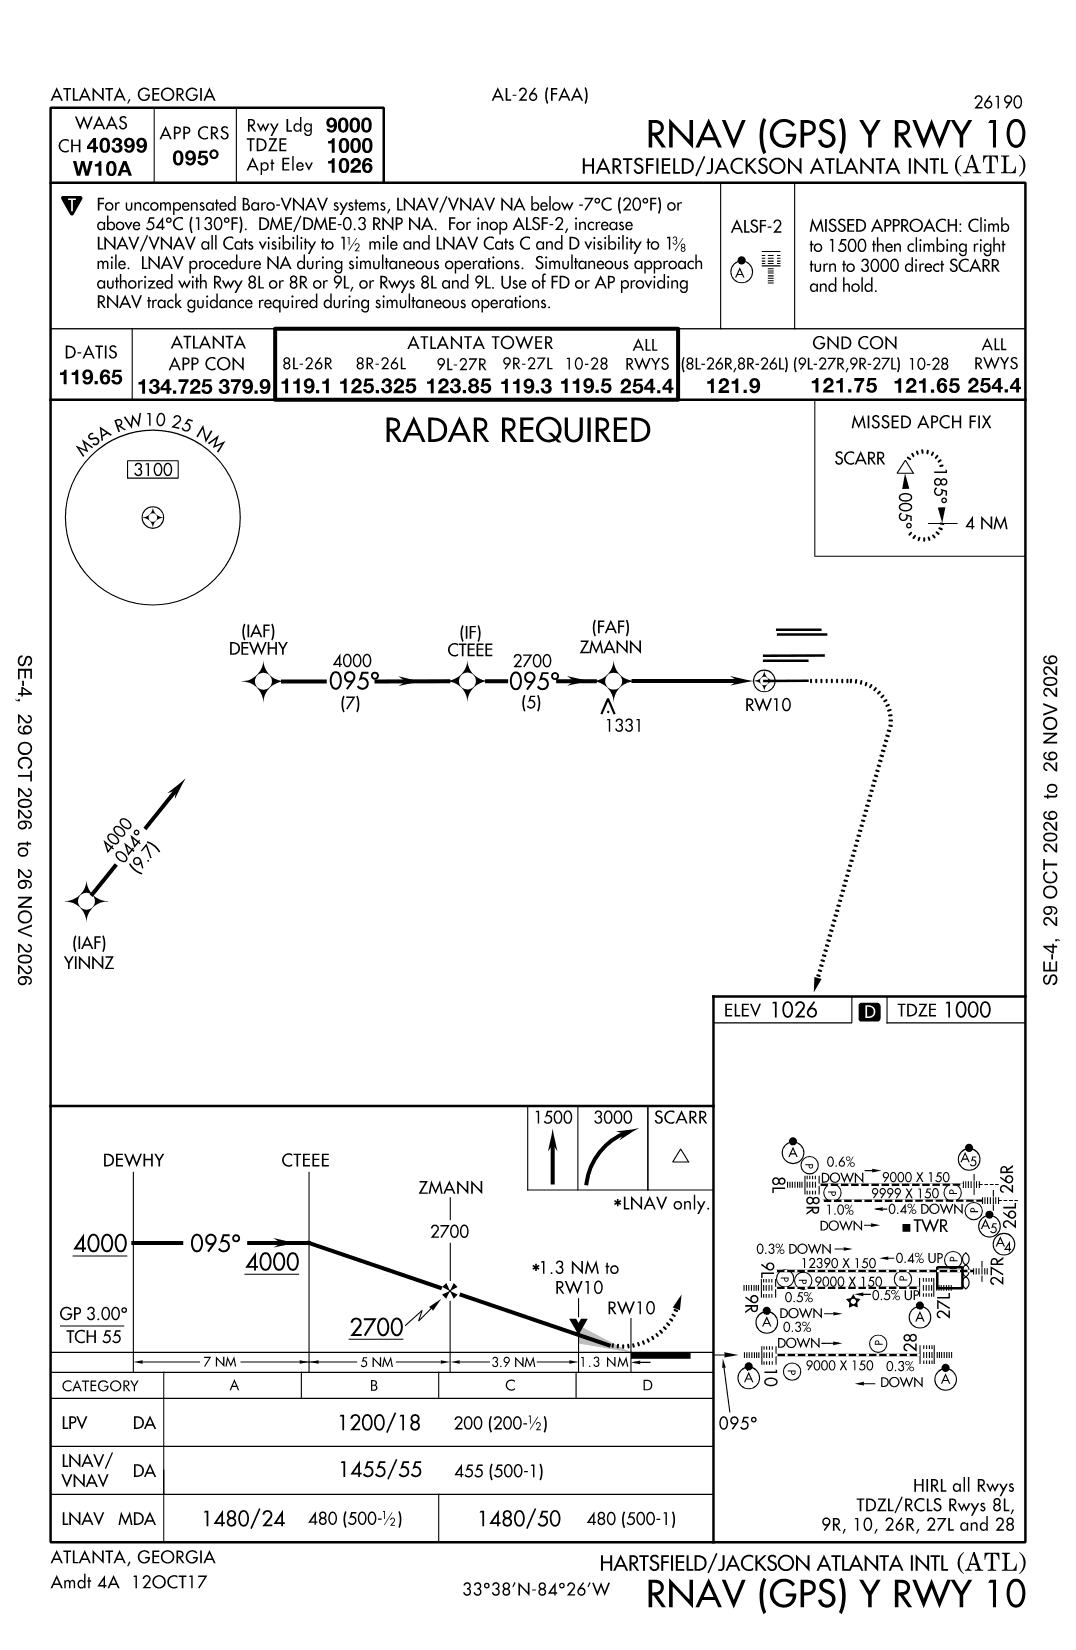 ATLANTA, GEORGIA
AL-26 (FAA)
26190
WAAS
CH 40399
W10A
APP CRS
095°
Rwy Ldg 9000
TDZE 1000
Apt Elev 1026
RNAV (GPS) Y RWY 10
HARTSFIELD/JACKSON ATLANTA INTL (ATL)
T
For uncompensated Baro-VNAV systems, LNAV/VNAV NA below -7°C (20°F) or
above 54°C (130°F). DME/DME-0.3 RNP NA. For inop ALSF-2, increase
LNAV/VNAV all Cats visibility to 1½ mile and LNAV Cats C and D visibility to 1⅜
mile. LNAV procedure NA during simultaneous operations. Simultaneous approach
authorized with Rwy 8L or 8R or 9L, or Rwys 8L and 9L. Use of FD or AP providing
RNAV track guidance required during simultaneous operations.
ALSF-2
A
MISSED APPROACH: Climb
to 1500 then climbing right
turn to 3000 direct SCARR
and hold.
D-ATIS
119.65
ATLANTA
APP CON
134.725 379.9
ATLANTA TOWER
8L-26R 8R-26L 9L-27R 9R-27L 10-28 ALL RWYS
119.1 125.325 123.85 119.3 119.5 254.4
GND CON
(8L-26R,8R-26L) (9L-27R,9R-27L) 10-28 ALL RWYS
121.9 121.75 121.65 254.4
MSA RW10 25 NM
3100
RADAR REQUIRED
MISSED APCH FIX
SCARR
185°
005°
4 NM
(IAF)
DEWHY
4000
095°
(7)
(IF)
CTEEE
2700
095°
(5)
(FAF)
ZMANN
1331
RW10
4000
044°
(9.7)
(IAF)
YINNZ
SE-4, 29 OCT 2026 to 26 NOV 2026
SE-4, 29 OCT 2026 to 26 NOV 2026
ELEV 1026
D
TDZE 1000
1500
3000
SCARR
*LNAV only.
DEWHY
CTEEE
ZMANN
2700
4000
095°
4000
2700
*1.3 NM to
RW10
RW10
GP 3.00°
TCH 55
7 NM
5 NM
3.9 NM
1.3 NM
A
P
0.6%
DOWN
9000 X 150
A5
26R
8L
8R
P
9999 X 150
P
1.0%
DOWN
0.4% DOWN
P
26L
A5
TWR
A4
0.3% DOWN
0.4% UP
P
12390 X 150
9L
27R
P
P
9000 X 150
P
9R
0.5%
DOWN
0.5% UP
27L
A
A
0.3%
DOWN
P
28
10
A
P
9000 X 150
0.3%
DOWN
A
095°
HIRL all Rwys
TDZL/RCLS Rwys 8L,
9R, 10, 26R, 27L and 28
CATEGORY A B C D
LPV DA 1200/18 200 (200-½)
LNAV/
VNAV DA 1455/55 455 (500-1)
LNAV MDA 1480/24 480 (500-½) 1480/50 480 (500-1)
ATLANTA, GEORGIA
Amdt 4A 12OCT17
33°38'N-84°26'W
HARTSFIELD/JACKSON ATLANTA INTL (ATL)
RNAV (GPS) Y RWY 10